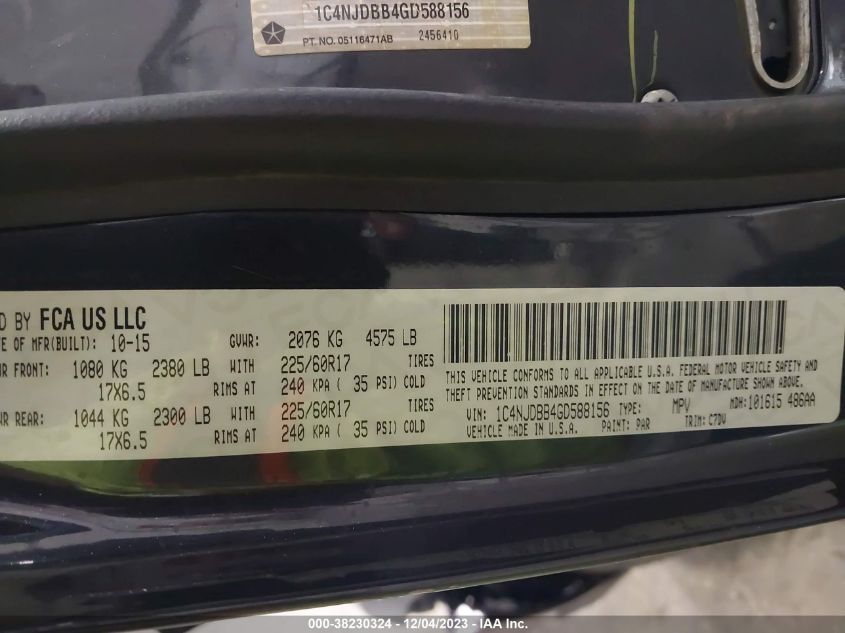 1C4NJDBB4GD588156
PT. NO. 05116471AB 2456410
D BY FCA US LLC
E OF MFR(BUILT): 10-15 GVWR: 2076 KG 4575 LB
WR FRONT: 1080 KG 2380 LB WITH 225/60R17 TIRES
17X6.5 RIMS AT 240 KPA ( 35 PSI) COLD
WR REAR: 1044 KG 2300 LB WITH 225/60R17 TIRES
17X6.5 RIMS AT 240 KPA ( 35 PSI) COLD
THIS VEHICLE CONFORMS TO ALL APPLICABLE U.S.A. FEDERAL MOTOR VEHICLE SAFETY AND
THEFT PREVENTION STANDARDS IN EFFECT ON THE DATE OF MANUFACTURE SHOWN ABOVE.
VIN: 1C4NJDBB4GD588156 TYPE: MPV MDH: 101615 486AA
VEHICLE MADE IN U.S.A. PAINT: PAR TRIM: C7DV
000-38230324 - 12/04/2023 - IAA Inc.